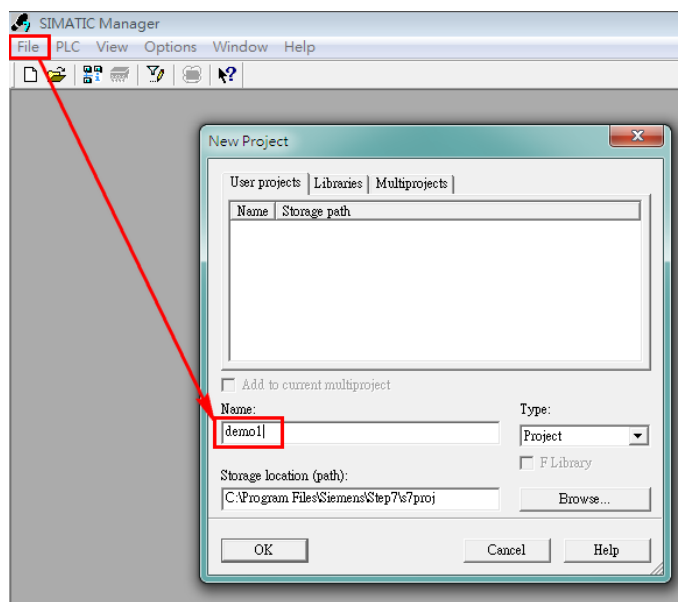 SIMATIC Manager
File PLC View Options Window Help
New Project
User projects Libraries Multiprojects
Name Storage path
Add to current multiproject
Name: Type:
demo1 Project
F Library
Storage location (path):
C:\Program Files\Siemens\Step7\s7proj Browse...
OK Cancel Help